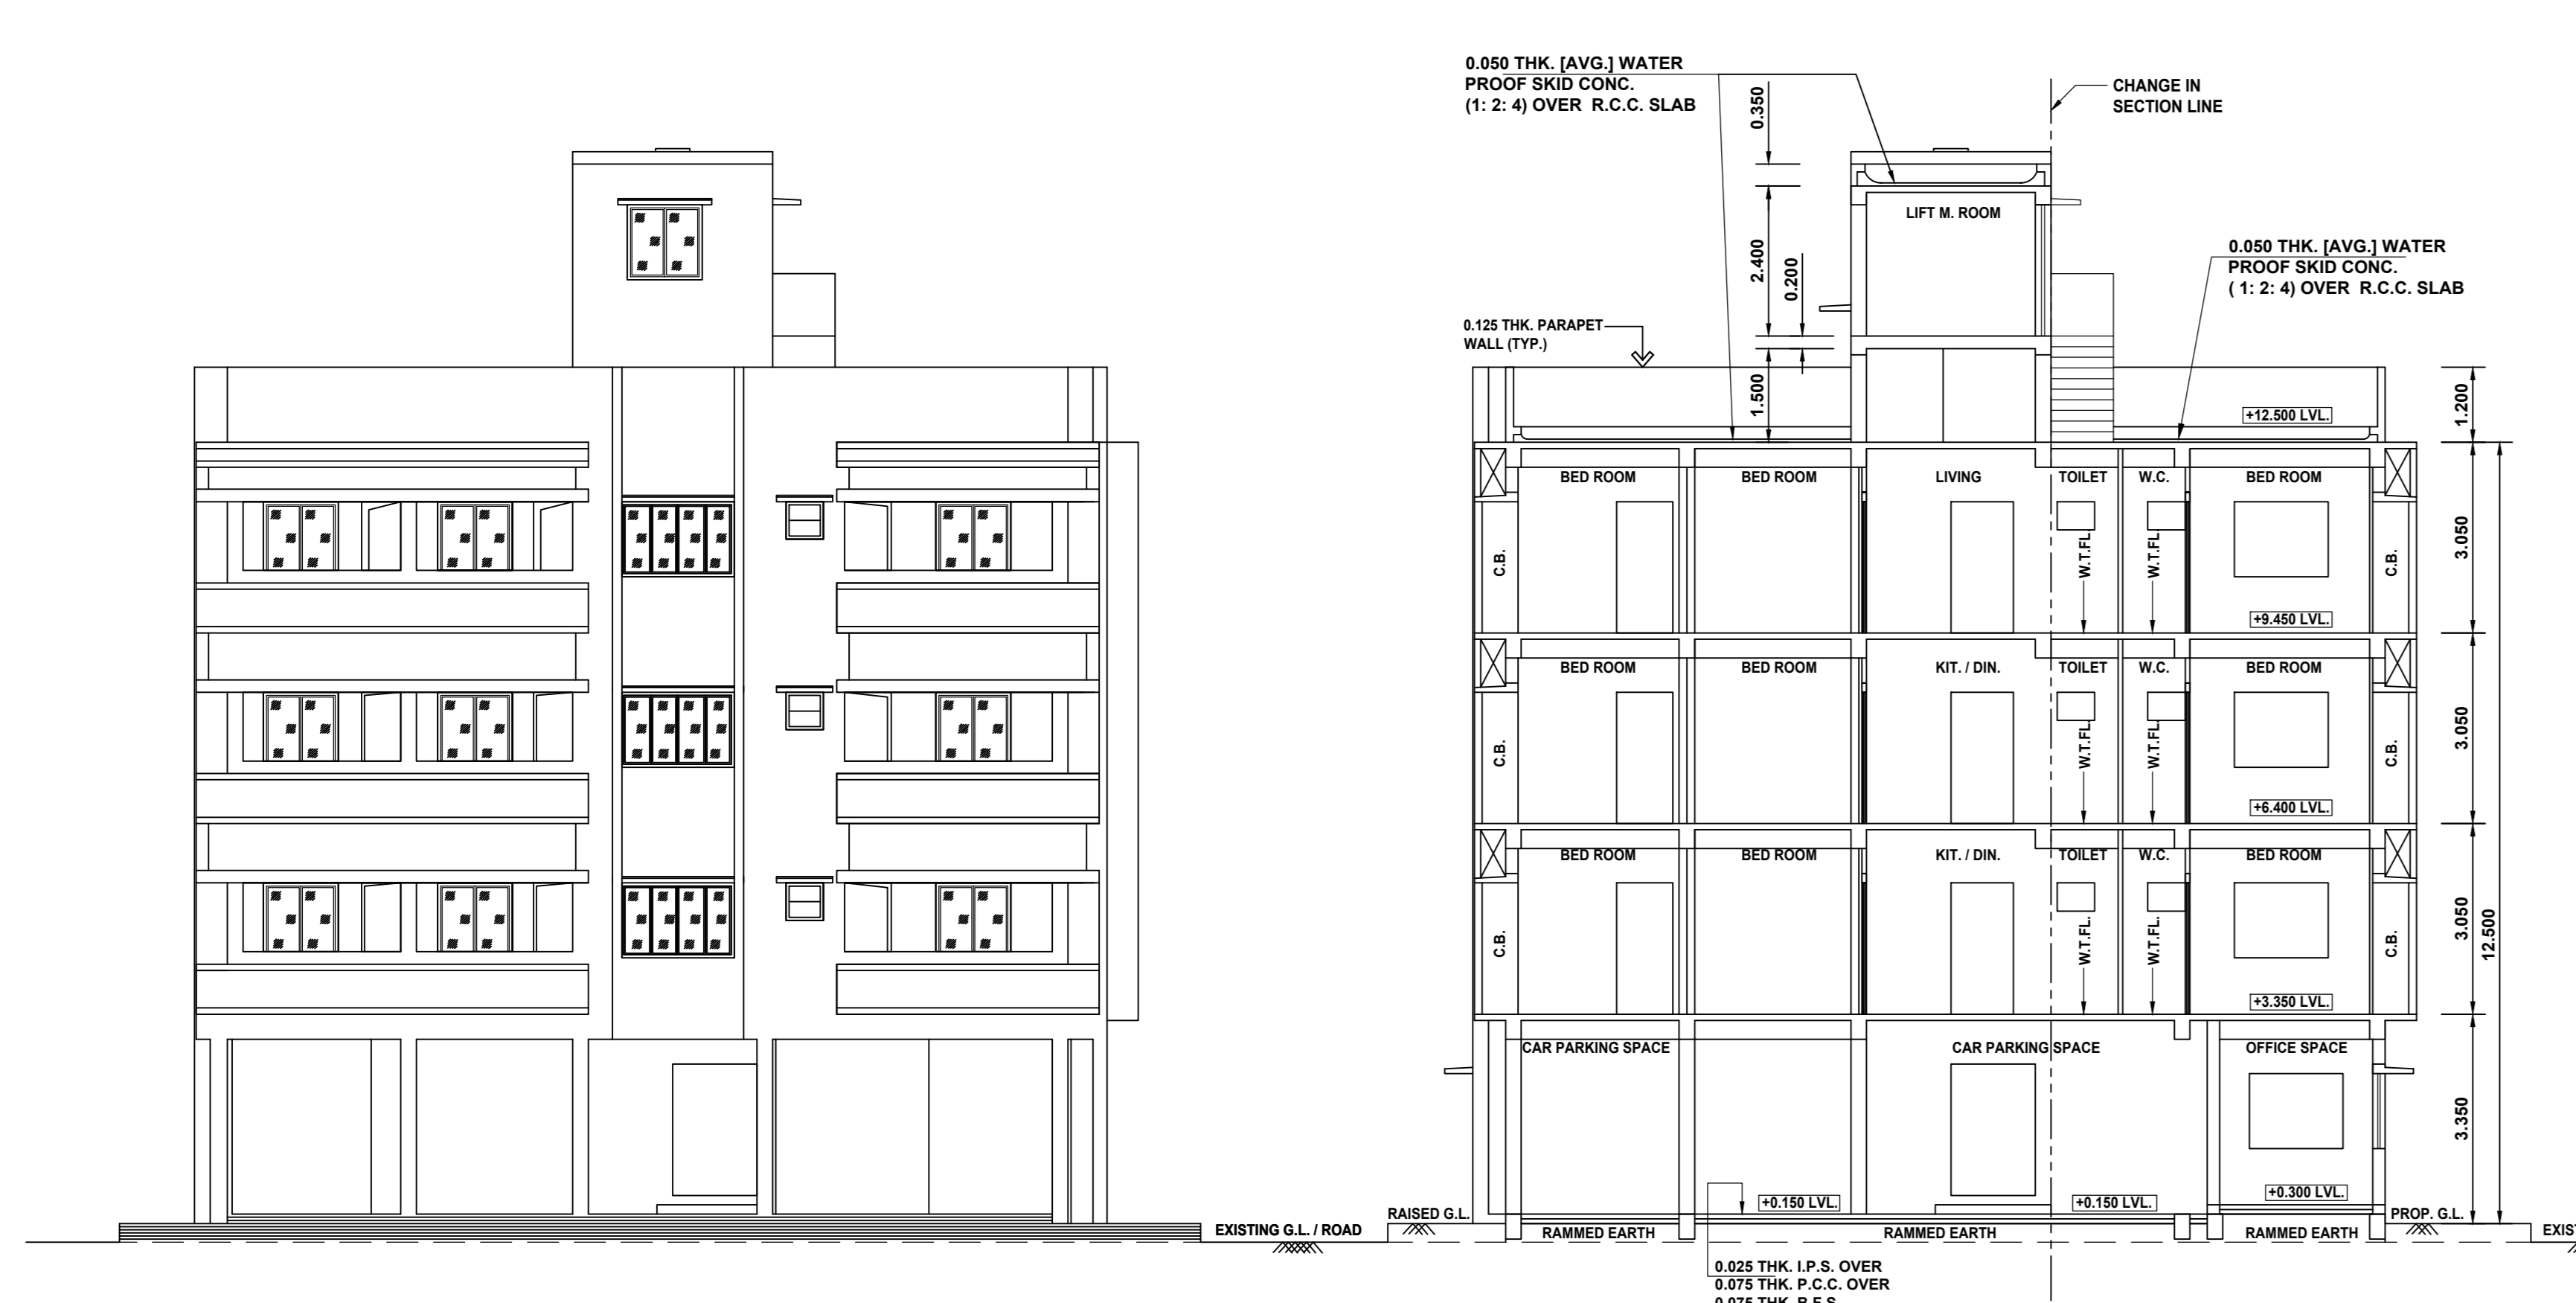 0.050 THK. [AVG.] WATER
PROOF SKID CONC.
(1: 2: 4) OVER R.C.C. SLAB
0.350
CHANGE IN
SECTION LINE
LIFT M. ROOM
2.400
0.200
0.050 THK. [AVG.] WATER
PROOF SKID CONC.
( 1: 2: 4) OVER R.C.C. SLAB
0.125 THK. PARAPET
WALL (TYP.)
1.500
+12.500 LVL.
1.200
BED ROOM
BED ROOM
LIVING
TOILET
W.C.
BED ROOM
C.B.
W.T.FL.
W.T.FL.
C.B.
3.050
+9.450 LVL.
BED ROOM
BED ROOM
KIT. / DIN.
TOILET
W.C.
BED ROOM
C.B.
W.T.FL.
W.T.FL.
C.B.
3.050
+6.400 LVL.
BED ROOM
BED ROOM
KIT. / DIN.
TOILET
W.C.
BED ROOM
C.B.
W.T.FL.
W.T.FL.
C.B.
3.050
12.500
+3.350 LVL.
CAR PARKING SPACE
CAR PARKING SPACE
OFFICE SPACE
3.350
+0.150 LVL.
+0.150 LVL.
+0.300 LVL.
EXISTING G.L. / ROAD
RAISED G.L.
RAMMED EARTH
RAMMED EARTH
RAMMED EARTH
PROP. G.L.
0.025 THK. I.P.S. OVER
0.075 THK. P.C.C. OVER
0.075 THK. B.F.S.